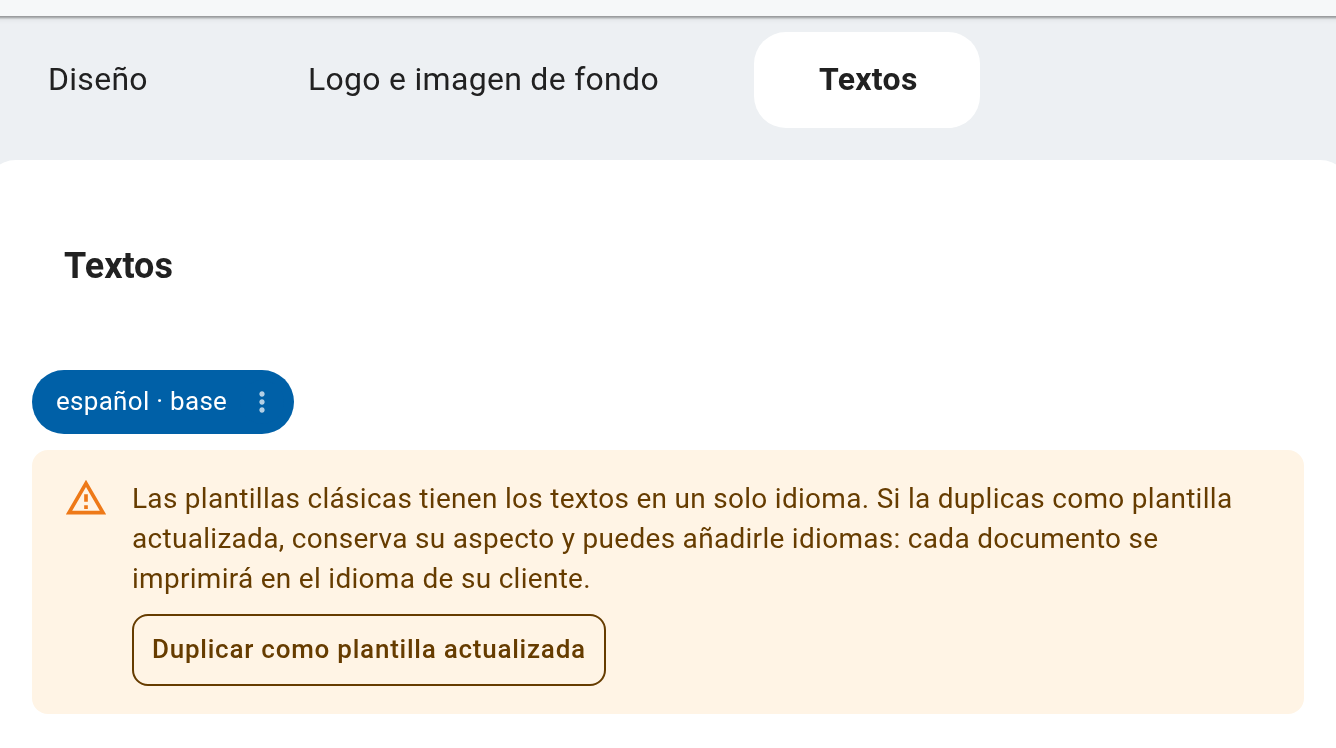 Diseño
Logo e imagen de fondo
Textos
Textos
español · base
Las plantillas clásicas tienen los textos en un solo idioma. Si la duplicas como plantilla
actualizada, conserva su aspecto y puedes añadirle idiomas: cada documento se
imprimirá en el idioma de su cliente.
Duplicar como plantilla actualizada